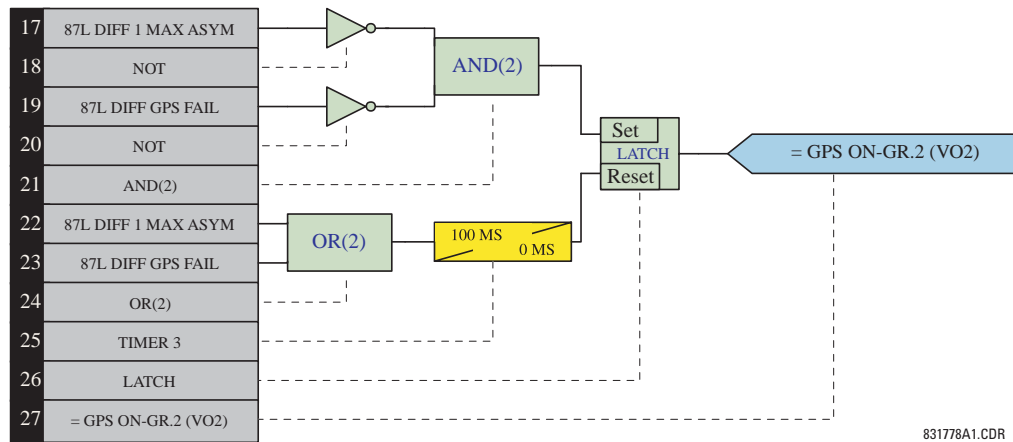 17 87L DIFF 1 MAX ASYM
18 NOT
19 87L DIFF GPS FAIL
20 NOT
21 AND(2)
22 87L DIFF 1 MAX ASYM
23 87L DIFF GPS FAIL
24 OR(2)
25 TIMER 3
26 LATCH
27 = GPS ON-GR.2 (VO2)
AND(2)
OR(2)
100 MS
0 MS
Set
LATCH
Reset
= GPS ON-GR.2 (VO2)
831778A1.CDR